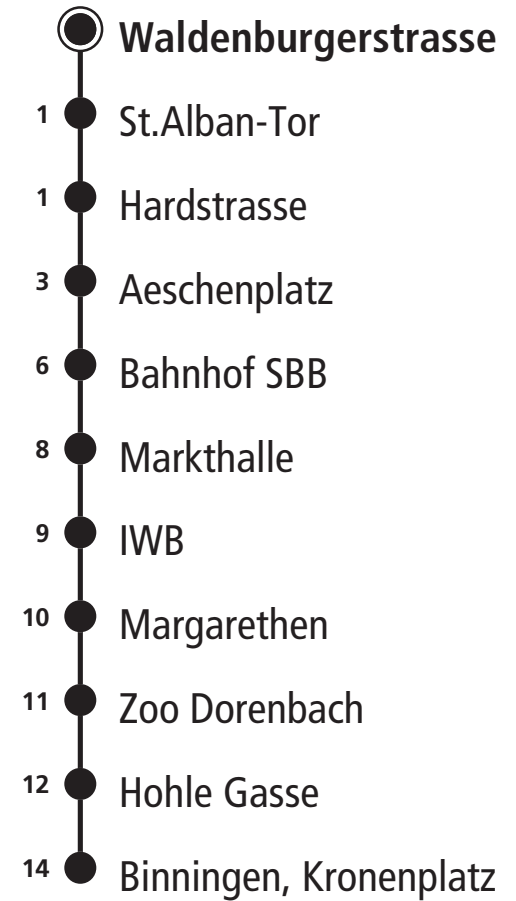 Waldenburgerstrasse
1 St.Alban-Tor
1 Hardstrasse
3 Aeschenplatz
6 Bahnhof SBB
8 Markthalle
9 IWB
10 Margarethen
11 Zoo Dorenbach
12 Hohle Gasse
14 Binningen, Kronenplatz